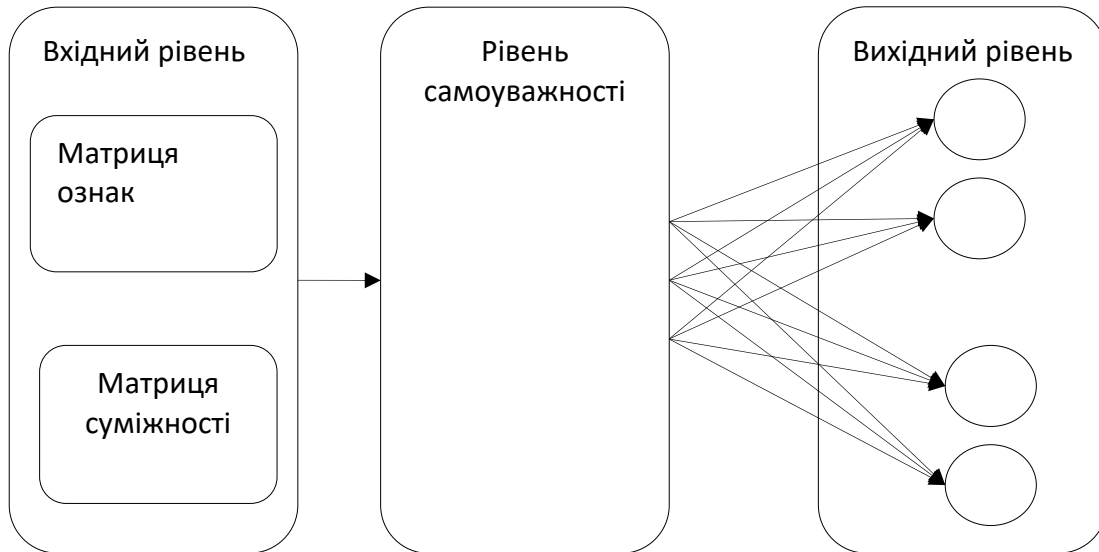 Вхідний рівень
Матриця
ознак
Матриця
суміжності
Рівень
самоуважності
Вихідний рівень